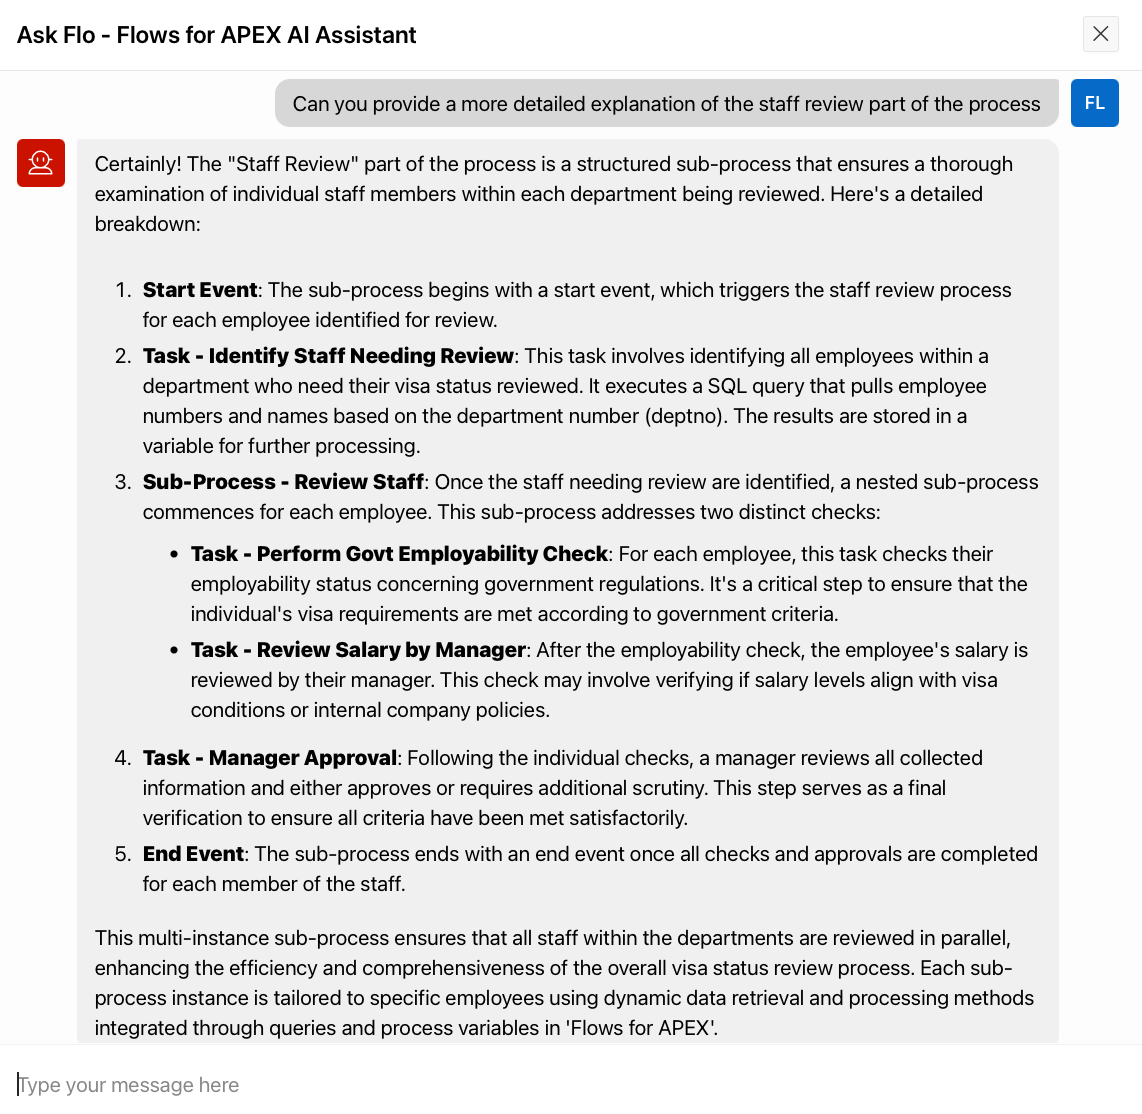 Ask Flo - Flows for APEX AI Assistant
Can you provide a more detailed explanation of the staff review part of the process
FL
Certainly! The "Staff Review" part of the process is a structured sub-process that ensures a thorough
examination of individual staff members within each department being reviewed. Here's a detailed
breakdown:
1. Start Event: The sub-process begins with a start event, which triggers the staff review process
for each employee identified for review.
2. Task - Identify Staff Needing Review: This task involves identifying all employees within a
department who need their visa status reviewed. It executes a SQL query that pulls employee
numbers and names based on the department number (deptno). The results are stored in a
variable for further processing.
3. Sub-Process - Review Staff: Once the staff needing review are identified, a nested sub-process
commences for each employee. This sub-process addresses two distinct checks:
• Task - Perform Govt Employability Check: For each employee, this task checks their
employability status concerning government regulations. It's a critical step to ensure that the
individual's visa requirements are met according to government criteria.
• Task - Review Salary by Manager: After the employability check, the employee's salary is
reviewed by their manager. This check may involve verifying if salary levels align with visa
conditions or internal company policies.
4. Task - Manager Approval: Following the individual checks, a manager reviews all collected
information and either approves or requires additional scrutiny. This step serves as a final
verification to ensure all criteria have been met satisfactorily.
5. End Event: The sub-process ends with an end event once all checks and approvals are completed
for each member of the staff.
This multi-instance sub-process ensures that all staff within the departments are reviewed in parallel,
enhancing the efficiency and comprehensiveness of the overall visa status review process. Each sub-
process instance is tailored to specific employees using dynamic data retrieval and processing methods
integrated through queries and process variables in 'Flows for APEX'.
Type your message here